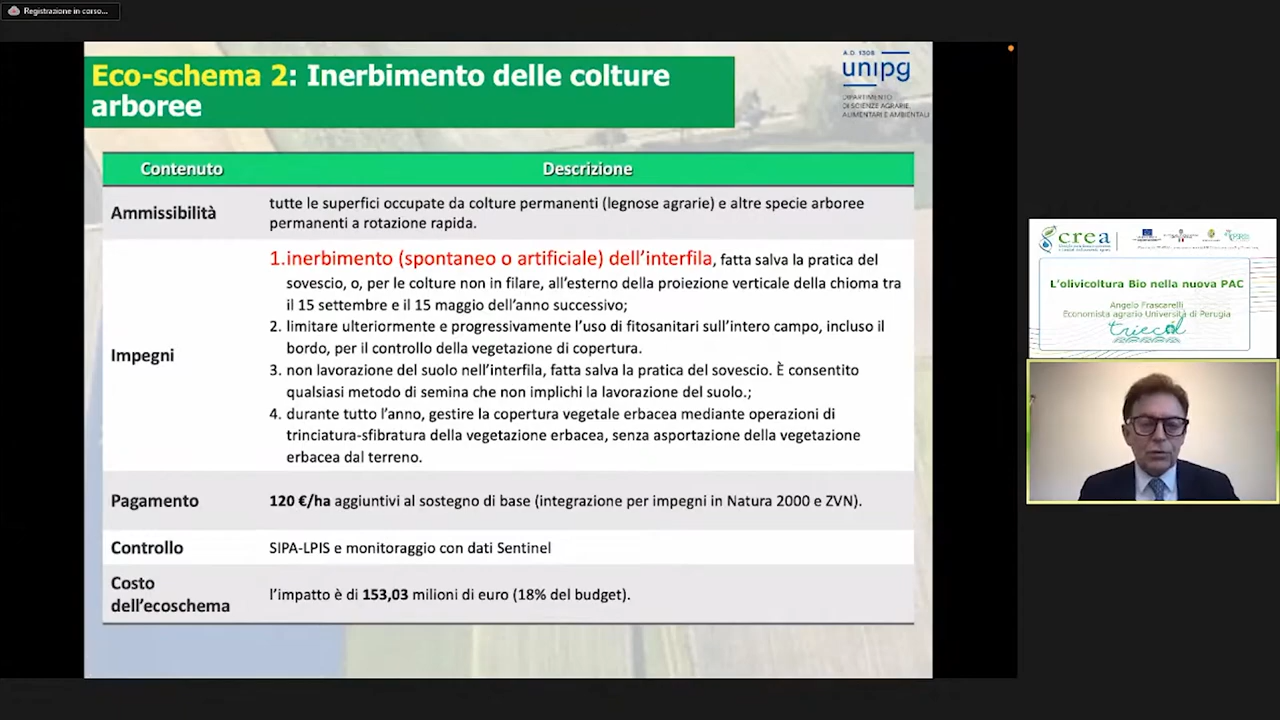 Registrazione in corso...
Eco-schema 2: Inerbimento delle colture
arboree
A.D. 1308
unipg
DIPARTIMENTO
DI SCIENZE AGRARIE,
ALIMENTARI E AMBIENTALI
Contenuto Descrizione
Ammissibilità
tutte le superfici occupate da colture permanenti (legnose agrarie) e altre specie arboree
permanenti a rotazione rapida.
Impegni
1.inerbimento (spontaneo o artificiale) dell'interfila, fatta salva la pratica del
sovescio, o, per le colture non in filare, all'esterno della proiezione verticale della chioma tra
il 15 settembre e il 15 maggio dell'anno successivo;
2. limitare ulteriormente e progressivamente l'uso di fitosanitari sull'intero campo, incluso il
bordo, per il controllo della vegetazione di copertura.
3. non lavorazione del suolo nell'interfila, fatta salva la pratica del sovescio. È consentito
qualsiasi metodo di semina che non implichi la lavorazione del suolo.;
4. durante tutto l'anno, gestire la copertura vegetale erbacea mediante operazioni di
trinciatura-sfibratura della vegetazione erbacea, senza asportazione della vegetazione
erbacea dal terreno.
Pagamento
120 €/ha aggiuntivi al sostegno di base (integrazione per impegni in Natura 2000 e ZVN).
Controllo
SIPA-LPIS e monitoraggio con dati Sentinel
Costo
dell'ecoschema
l'impatto è di 153,03 milioni di euro (18% del budget).
crea
L'olivicoltura Bio nella nuova PAC
Angelo Frascarelli
Economista agrario Università di Perugia
triecol